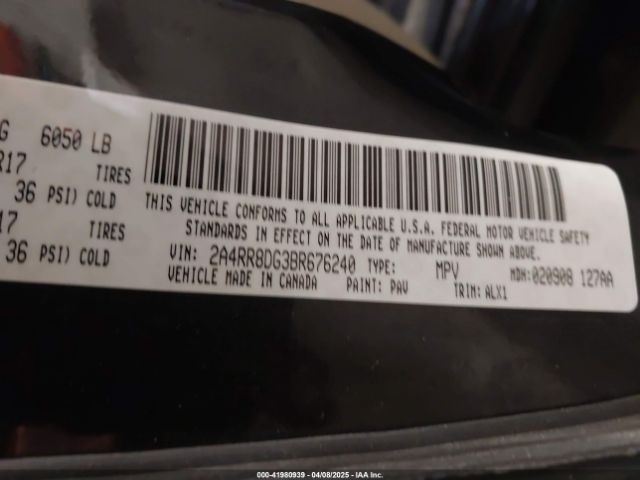 G 6050 LB
R17 TIRES
36 PSI) COLD
17 TIRES
36 PSI) COLD
THIS VEHICLE CONFORMS TO ALL APPLICABLE U.S.A. FEDERAL MOTOR VEHICLE SAFETY
STANDARDS IN EFFECT ON THE DATE OF MANUFACTURE SHOWN ABOVE.
VIN: 2A4RR8DG3BR676240 TYPE: MPV MDH:020908 127AA
VEHICLE MADE IN CANADA PAINT: PAV TRIM: ALX1
000-41980939 - 04/08/2025 - IAA Inc.